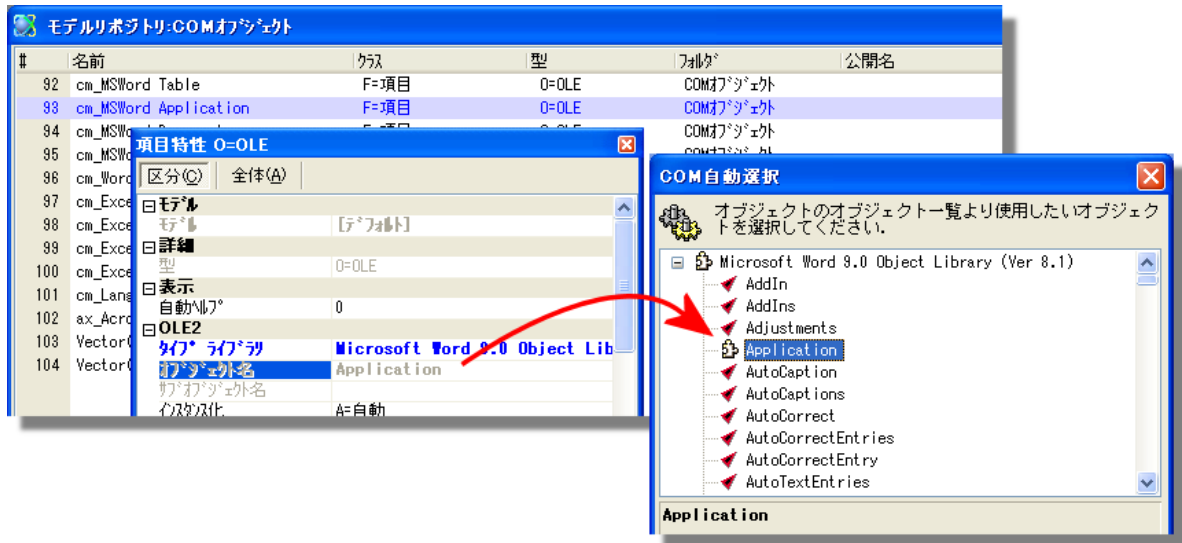 モデルリポジトリ:COMオブジェクト
# 名前 クラス 型 フォルダ 公開名
92 cm_MSWord Table F=項目 O=OLE COMオブジェクト
93 cm_MSWord Application F=項目 O=OLE COMオブジェクト
94 cm_MSWo COMオブジェクト
95 cm_MSWo
96 cm_Word
97 cm_Exce
98 cm_Exce
99 cm_Exce
100 cm_Exce
101 cm_Lang
102 ax_Acro
103 Vector
104 Vector
項目特性 O=OLE
区分(C) 全体(A)
モデル
モデル [デフォルト]
詳細
型 O=OLE
表示
自動ヘルプ 0
OLE2
タイプ ライブラリ Microsoft Word 9.0 Object Lib
オブジェクト名 Application
サブオブジェクト名
インスタンス化 A=自動
COM自動選択
オブジェクトのオブジェクト一覧より使用したいオブジェク
トを選択してください.
Microsoft Word 9.0 Object Library (Ver 8.1)
AddIn
AddIns
Adjustments
Application
AutoCaption
AutoCaptions
AutoCorrect
AutoCorrectEntries
AutoCorrectEntry
AutoTextEntries
Application